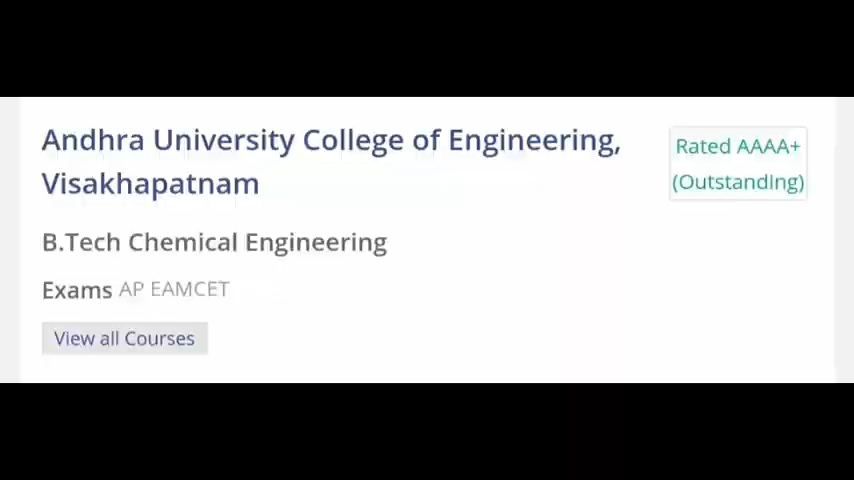 Andhra University College of Engineering,
Visakhapatnam
Rated AAAA+
(Outstanding)
B.Tech Chemical Engineering
Exams AP EAMCET
View all Courses